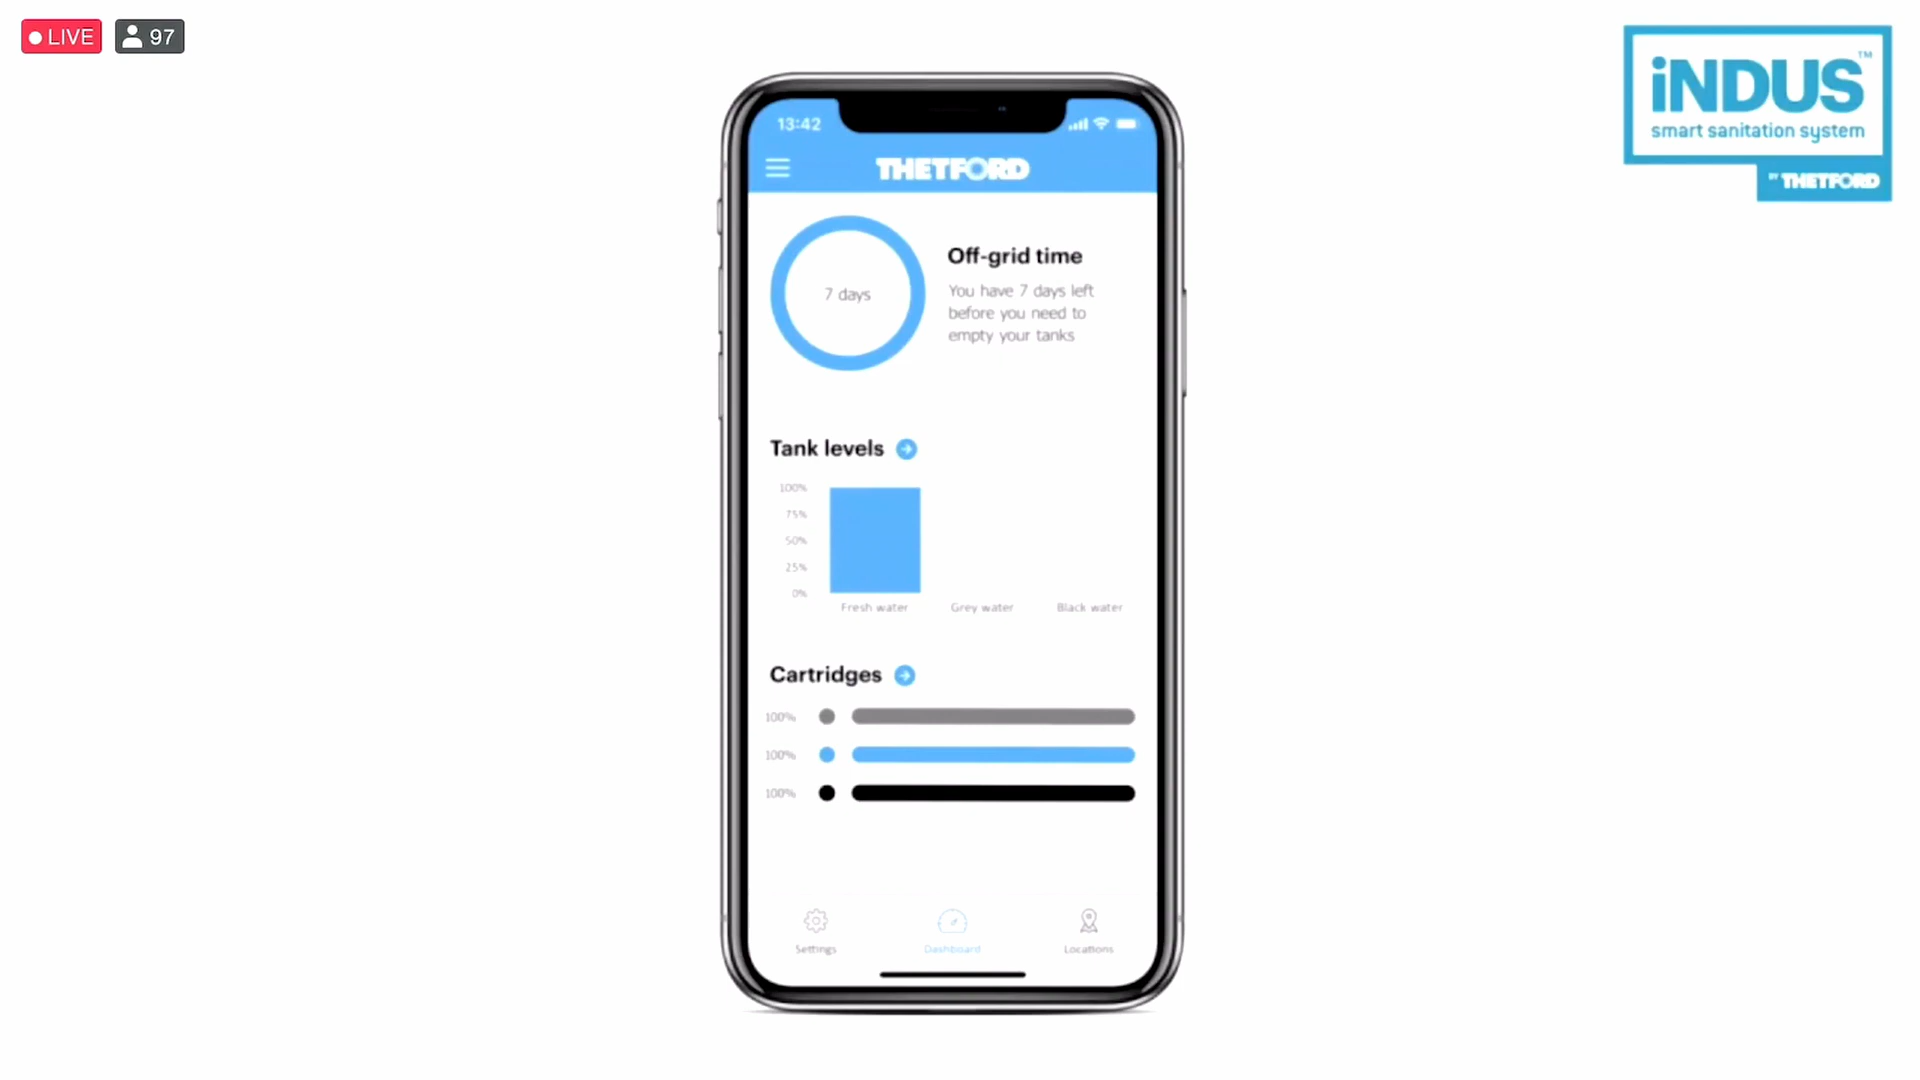 LIVE 97
iNDUS™
smart sanitation system
BY THETFORD
13:42
THETFORD
7 days
Off-grid time
You have 7 days left
before you need to
empty your tanks
Tank levels
100%
75%
50%
25%
0%
Fresh water Grey water Black water
Cartridges
100%
100%
100%
Settings Dashboard Locations